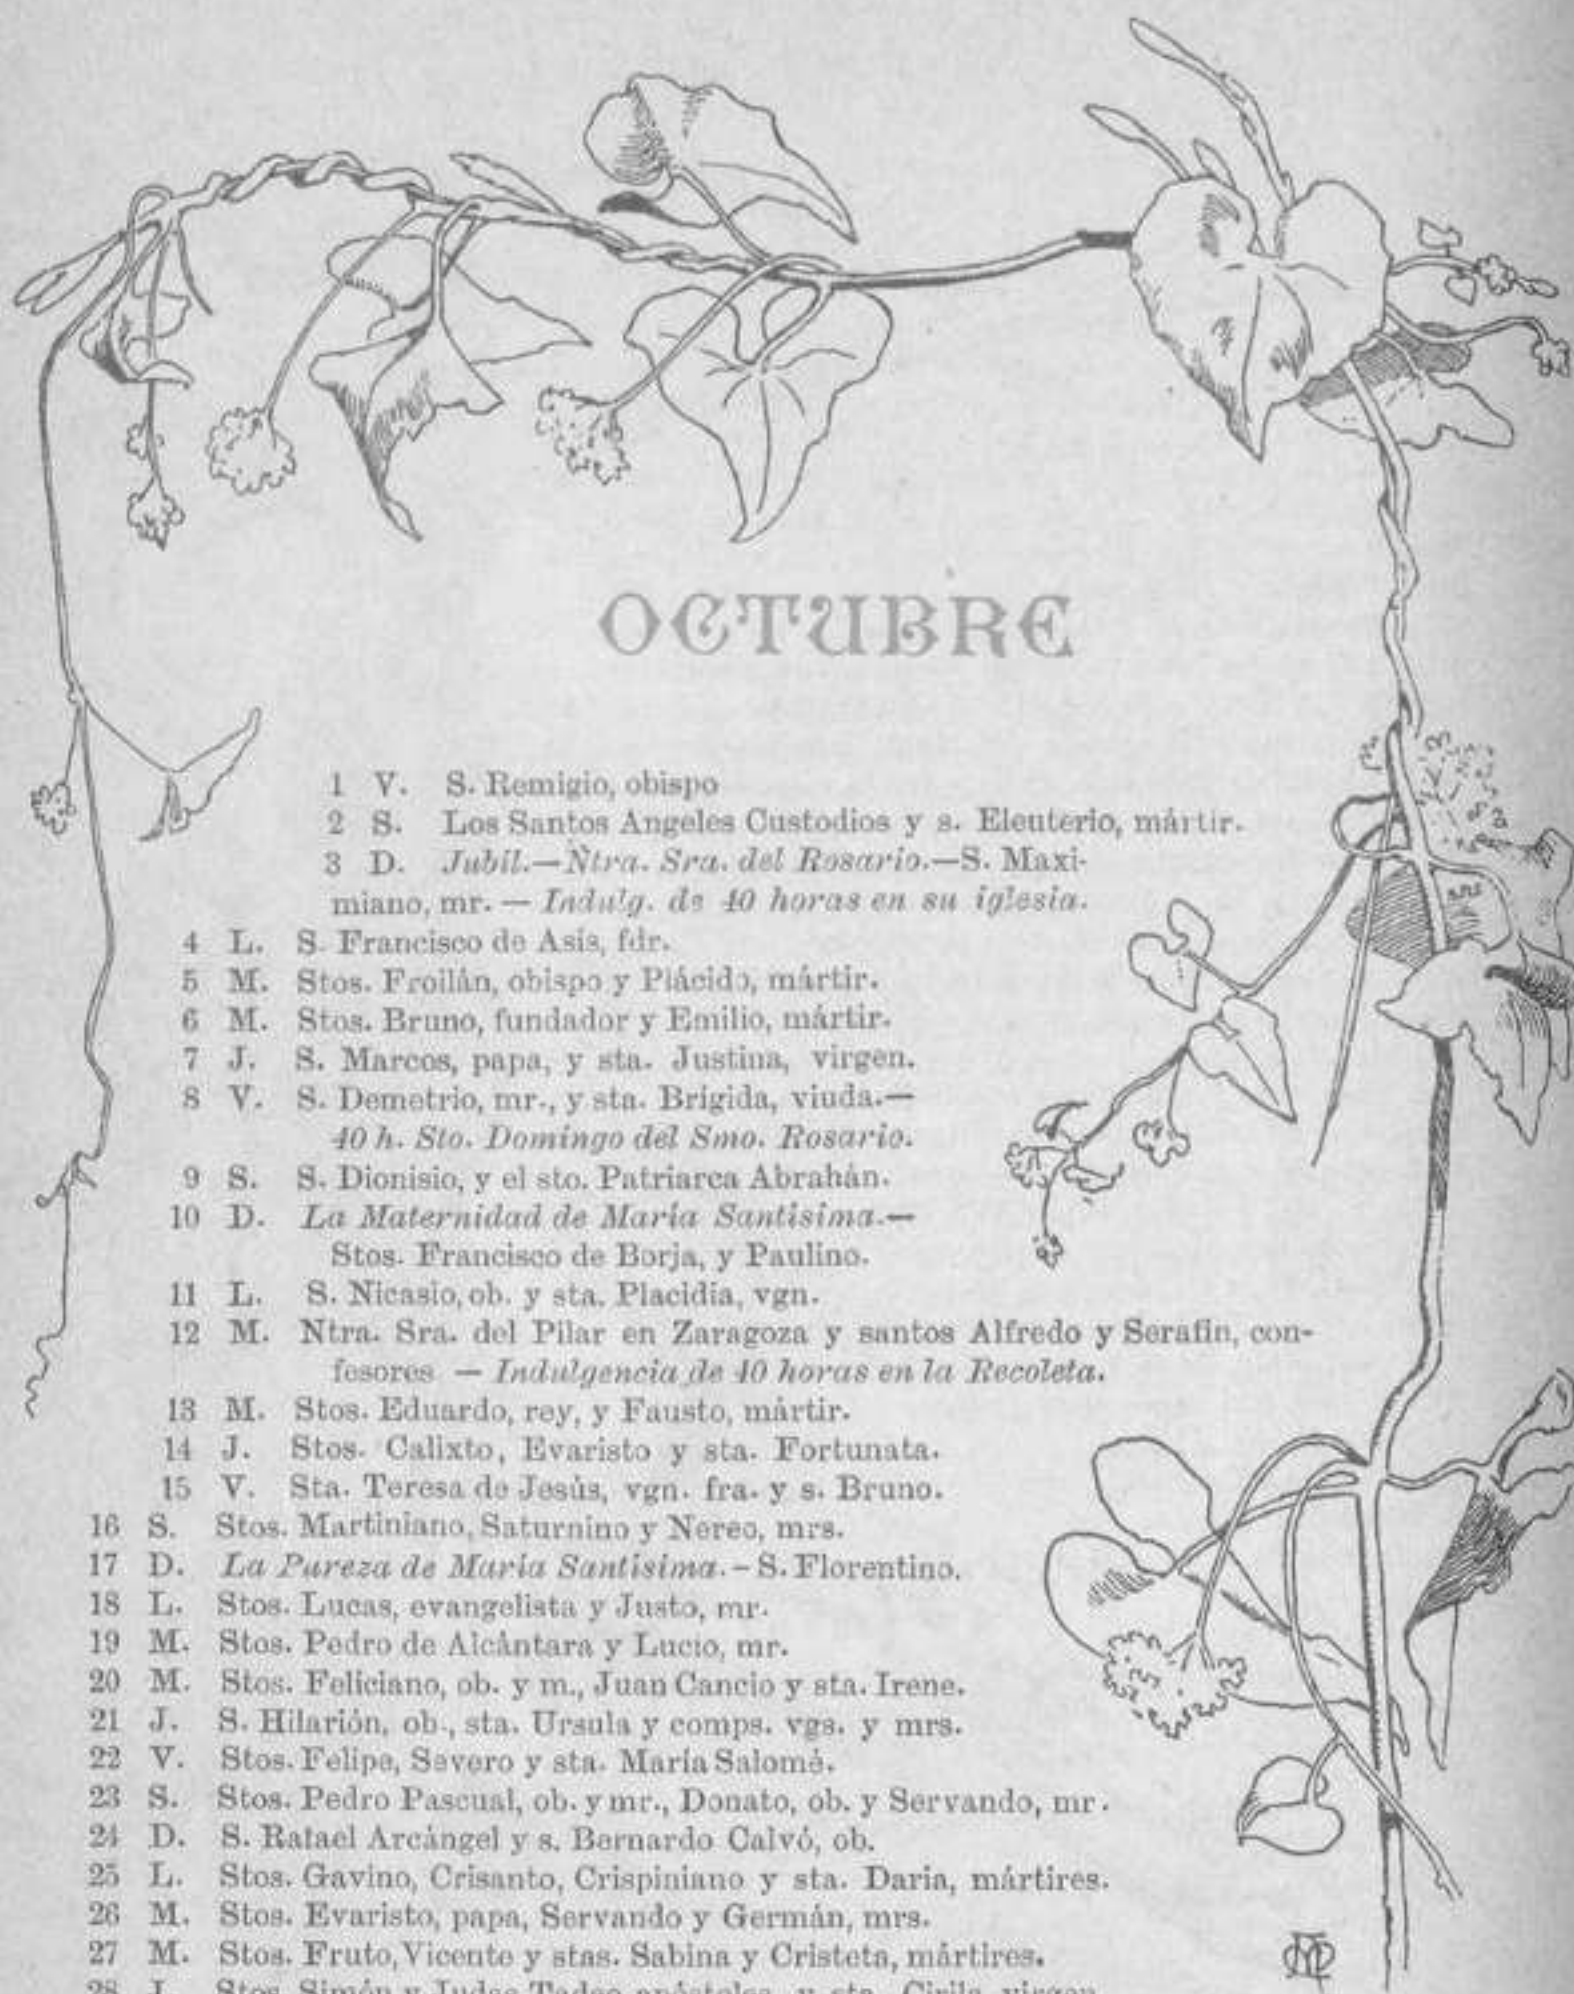 OCTUBRE
1 V. S. Remigio, obispo
2 S. Los Santos Angeles Custodios y s. Eleuterio, mártir.
3 D. Jubil.—Ntra. Sra. del Rosario.—S. Maxi-
miano, mr. — Indulg. de 40 horas en su iglesia.
4 L. S. Francisco de Asís, fdr.
5 M. Stos. Froilán, obispo y Plácido, mártir.
6 M. Stos. Bruno, fundador y Emilio, mártir.
7 J. S. Marcos, papa, y sta. Justina, virgen.
8 V. S. Demetrio, mr., y sta. Brígida, viuda.—
40 h. Sto. Domingo del Smo. Rosario.
9 S. S. Dionisio, y el sto. Patriarca Abrahán.
10 D. La Maternidad de María Santísima.—
Stos. Francisco de Borja, y Paulino.
11 L. S. Nicasio, ob. y sta. Placidia, vgn.
12 M. Ntra. Sra. del Pilar en Zaragoza y santos Alfredo y Serafín, con-
fesores — Indulgencia de 40 horas en la Recoleta.
13 M. Stos. Eduardo, rey, y Fausto, mártir.
14 J. Stos. Calixto, Evaristo y sta. Fortunata.
15 V. Sta. Teresa de Jesús, vgn. fra. y s. Bruno.
16 S. Stos. Martiniano, Saturnino y Nereo, mrs.
17 D. La Pureza de María Santísima.-S. Florentino.
18 L. Stos. Lucas, evangelista y Justo, mr.
19 M. Stos. Pedro de Alcántara y Lucio, mr.
20 M. Stos. Feliciano, ob. y m., Juan Cancio y sta. Irene.
21 J. S. Hilarión, ob., sta. Ursula y comps. vgs. y mrs.
22 V. Stos. Felipe, Severo y sta. María Salomé.
23 S. Stos. Pedro Pascual, ob. y mr., Donato, ob. y Servando, mr.
24 D. S. Rafael Arcángel y s. Bernardo Calvó, ob.
25 L. Stos. Gavino, Crisanto, Crispiniano y sta. Daria, mártires.
26 M. Stos. Evaristo, papa, Servando y Germán, mrs.
27 M. Stos. Fruto, Vicente y stas. Sabina y Cristeta, mártires.
28 J. Stos. Simón y Judas Tadeo apóstoles, y sta. Cirila, virgen